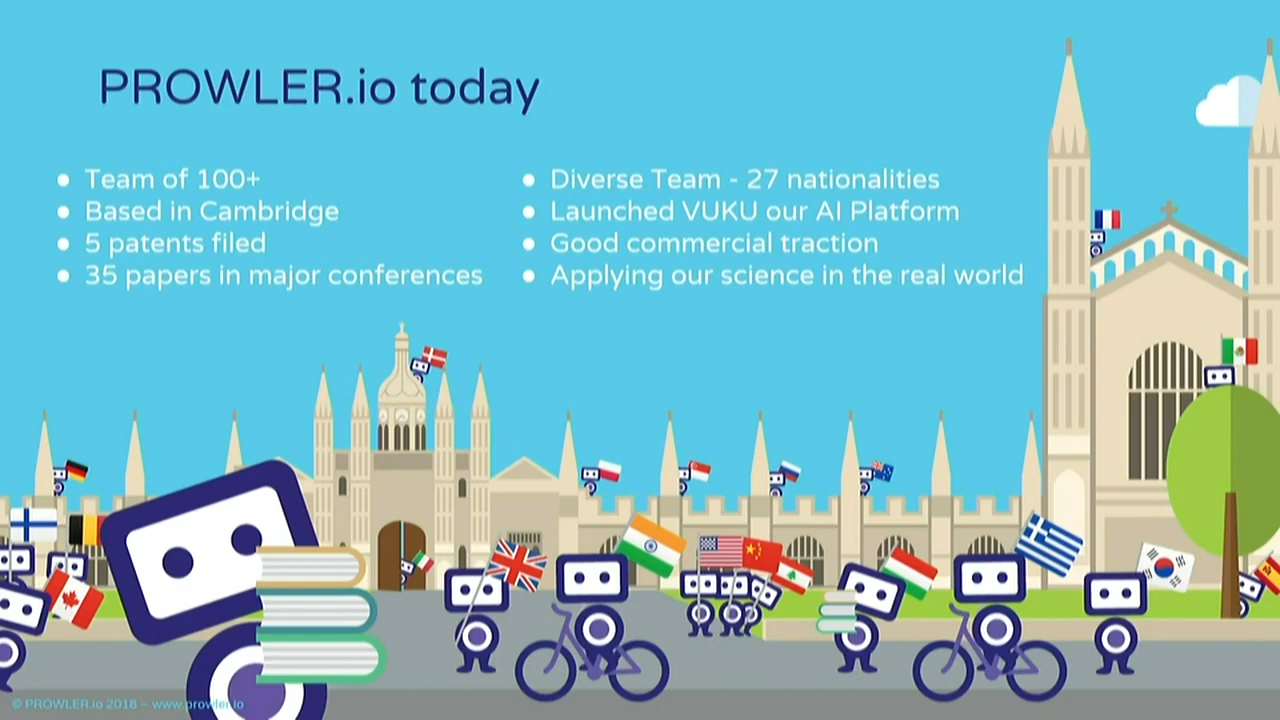 PROWLER.io today
● Team of 100+
● Based in Cambridge
● 5 patents filed
● 35 papers in major conferences
● Diverse Team - 27 nationalities
● Launched VUKU our AI Platform
● Good commercial traction
● Applying our science in the real world
© PROWLER.io 2018 – www.prowler.io